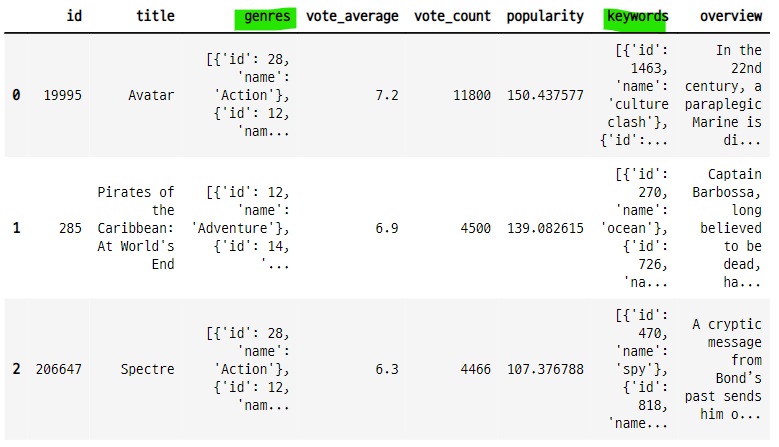 id title genres vote_average vote_count popularity keywords overview
0 19995 Avatar [{'id': 28, 'name': 'Action'}, {'id': 12, 'nam... 7.2 11800 150.437577 [{'id': 1463, 'name': 'culture clash'}, {'id':... In the 22nd century, a paraplegic Marine is di...
1 285 Pirates of the Caribbean: At World's End [{'id': 12, 'name': 'Adventure'}, {'id': 14, '... 6.9 4500 139.082615 [{'id': 270, 'name': 'ocean'}, {'id': 726, 'na... Captain Barbossa, long believed to be dead, ha...
2 206647 Spectre [{'id': 28, 'name': 'Action'}, {'id': 12, 'nam... 6.3 4466 107.376788 [{'id': 470, 'name': 'spy'}, {'id': 818, 'name... A cryptic message from Bond’s past sends him o...